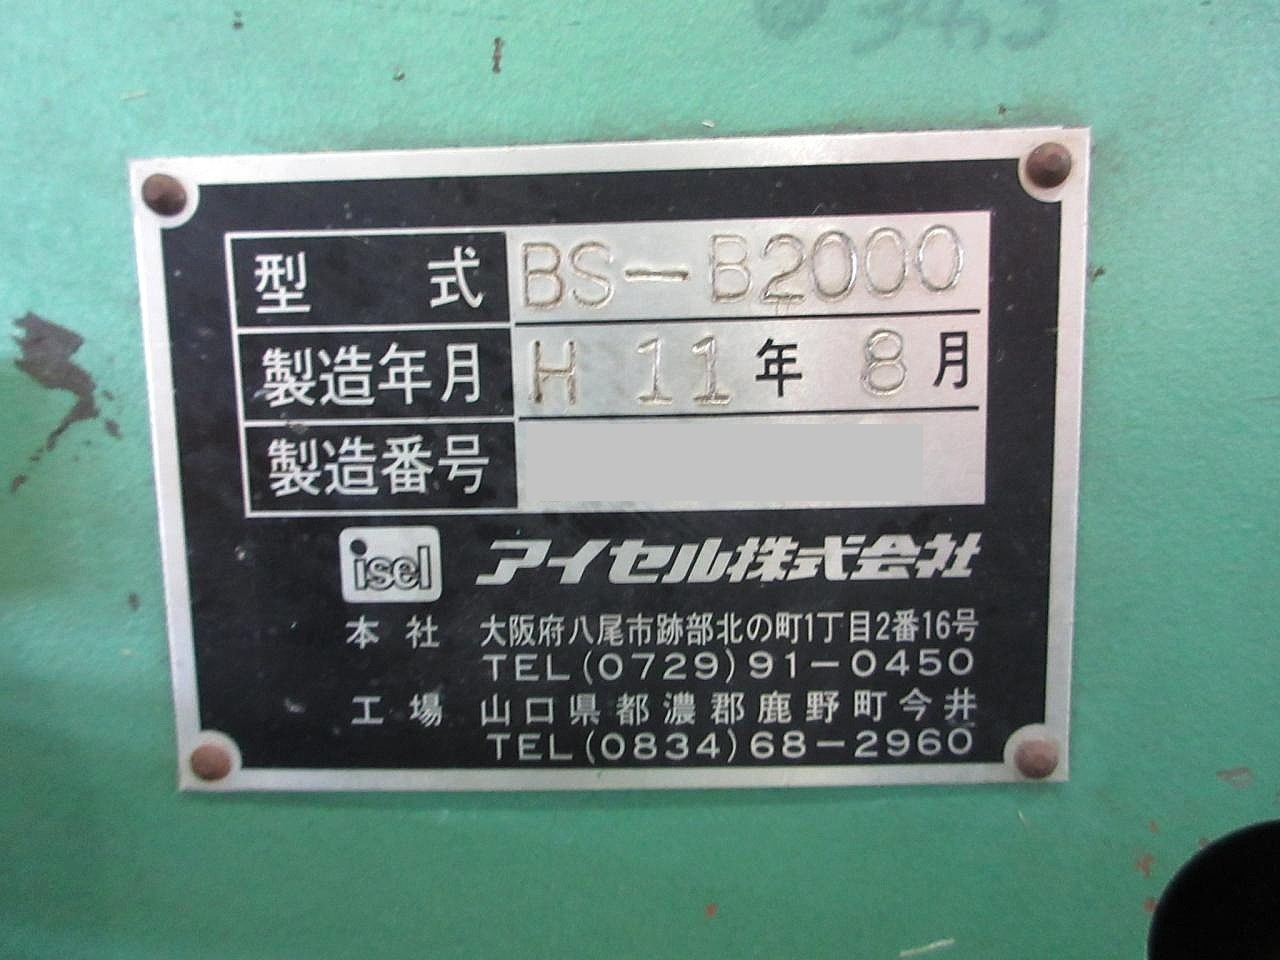 型式 BS-B2000
製造年月 H 11年 8月
製造番号
isel アイセル株式会社
本社 大阪府八尾市跡部北の町1丁目2番16号
TEL(0729)91-0450
工場 山口県都濃郡鹿野町今井
TEL(0834)68-2960